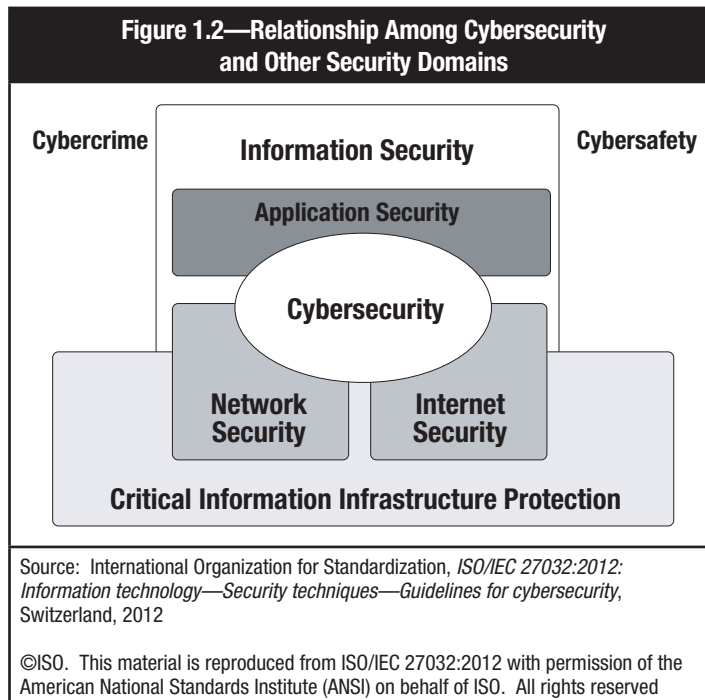 Figure 1.2—Relationship Among Cybersecurity
and Other Security Domains
Cybercrime
Information Security
Cybersafety
Application Security
Cybersecurity
Network
Security
Internet
Security
Critical Information Infrastructure Protection
Source: International Organization for Standardization, ISO/IEC 27032:2012:
Information technology—Security techniques—Guidelines for cybersecurity,
Switzerland, 2012
©ISO. This material is reproduced from ISO/IEC 27032:2012 with permission of the
American National Standards Institute (ANSI) on behalf of ISO. All rights reserved